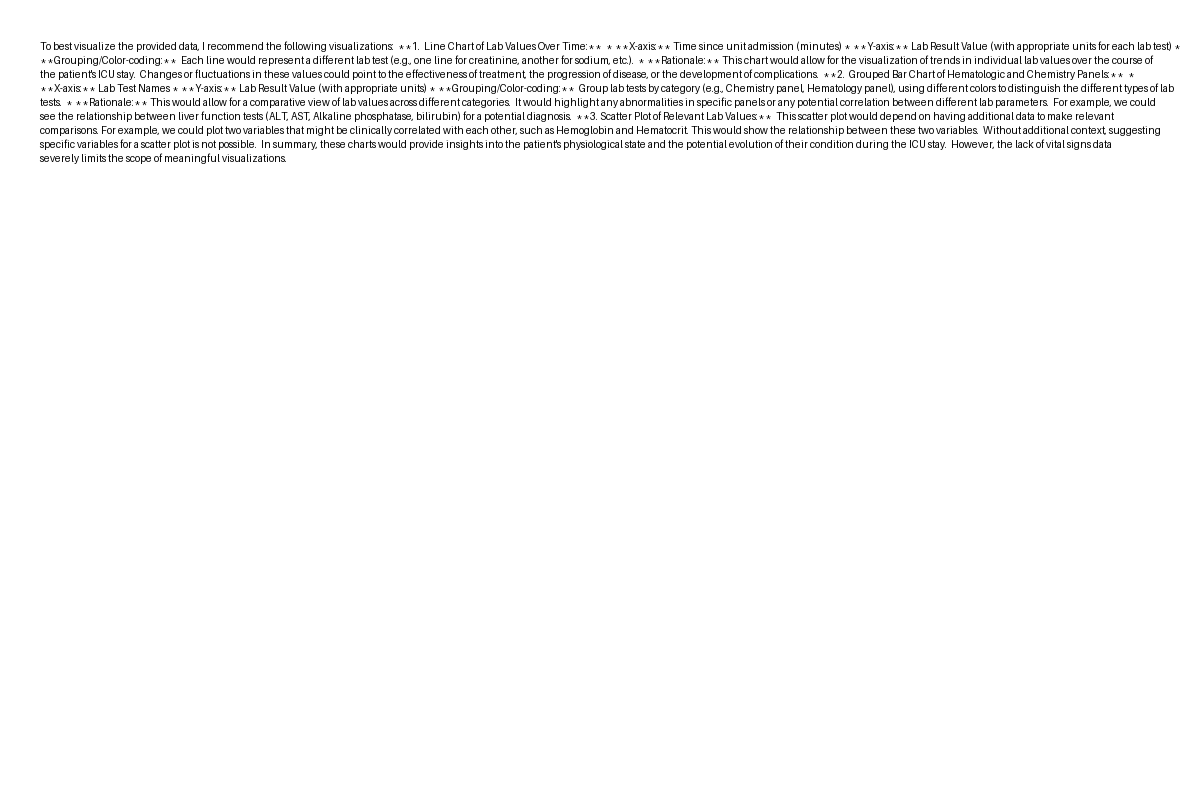 To best visualize the provided data, I recommend the following visualizations:  **1.  Line Chart of Lab Values Over Time:**  * **X-axis:** Time since unit admission (minutes) * **Y-axis:** Lab Result Value (with appropriate units for each lab test) *
**Grouping/Color-coding:**  Each line would represent a different lab test (e.g., one line for creatinine, another for sodium, etc.).  * **Rationale:** This chart would allow for the visualization of trends in individual lab values over the course of
the patient's ICU stay.  Changes or fluctuations in these values could point to the effectiveness of treatment, the progression of disease, or the development of complications.  **2.  Grouped Bar Chart of Hematologic and Chemistry Panels:**  *
**X-axis:** Lab Test Names * **Y-axis:** Lab Result Value (with appropriate units) * **Grouping/Color-coding:**  Group lab tests by category (e.g., Chemistry panel, Hematology panel), using different colors to distinguish the different types of lab
tests.  * **Rationale:** This would allow for a comparative view of lab values across different categories.  It would highlight any abnormalities in specific panels or any potential correlation between different lab parameters.  For example, we could
see the relationship between liver function tests (ALT, AST, Alkaline phosphatase, bilirubin) for a potential diagnosis.  **3. Scatter Plot of Relevant Lab Values:**  This scatter plot would depend on having additional data to make relevant
comparisons. For example, we could plot two variables that might be clinically correlated with each other, such as Hemoglobin and Hematocrit. This would show the relationship between these two variables.  Without additional context, suggesting
specific variables for a scatter plot is not possible.  In summary, these charts would provide insights into the patient's physiological state and the potential evolution of their condition during the ICU stay.  However, the lack of vital signs data
severely limits the scope of meaningful visualizations.